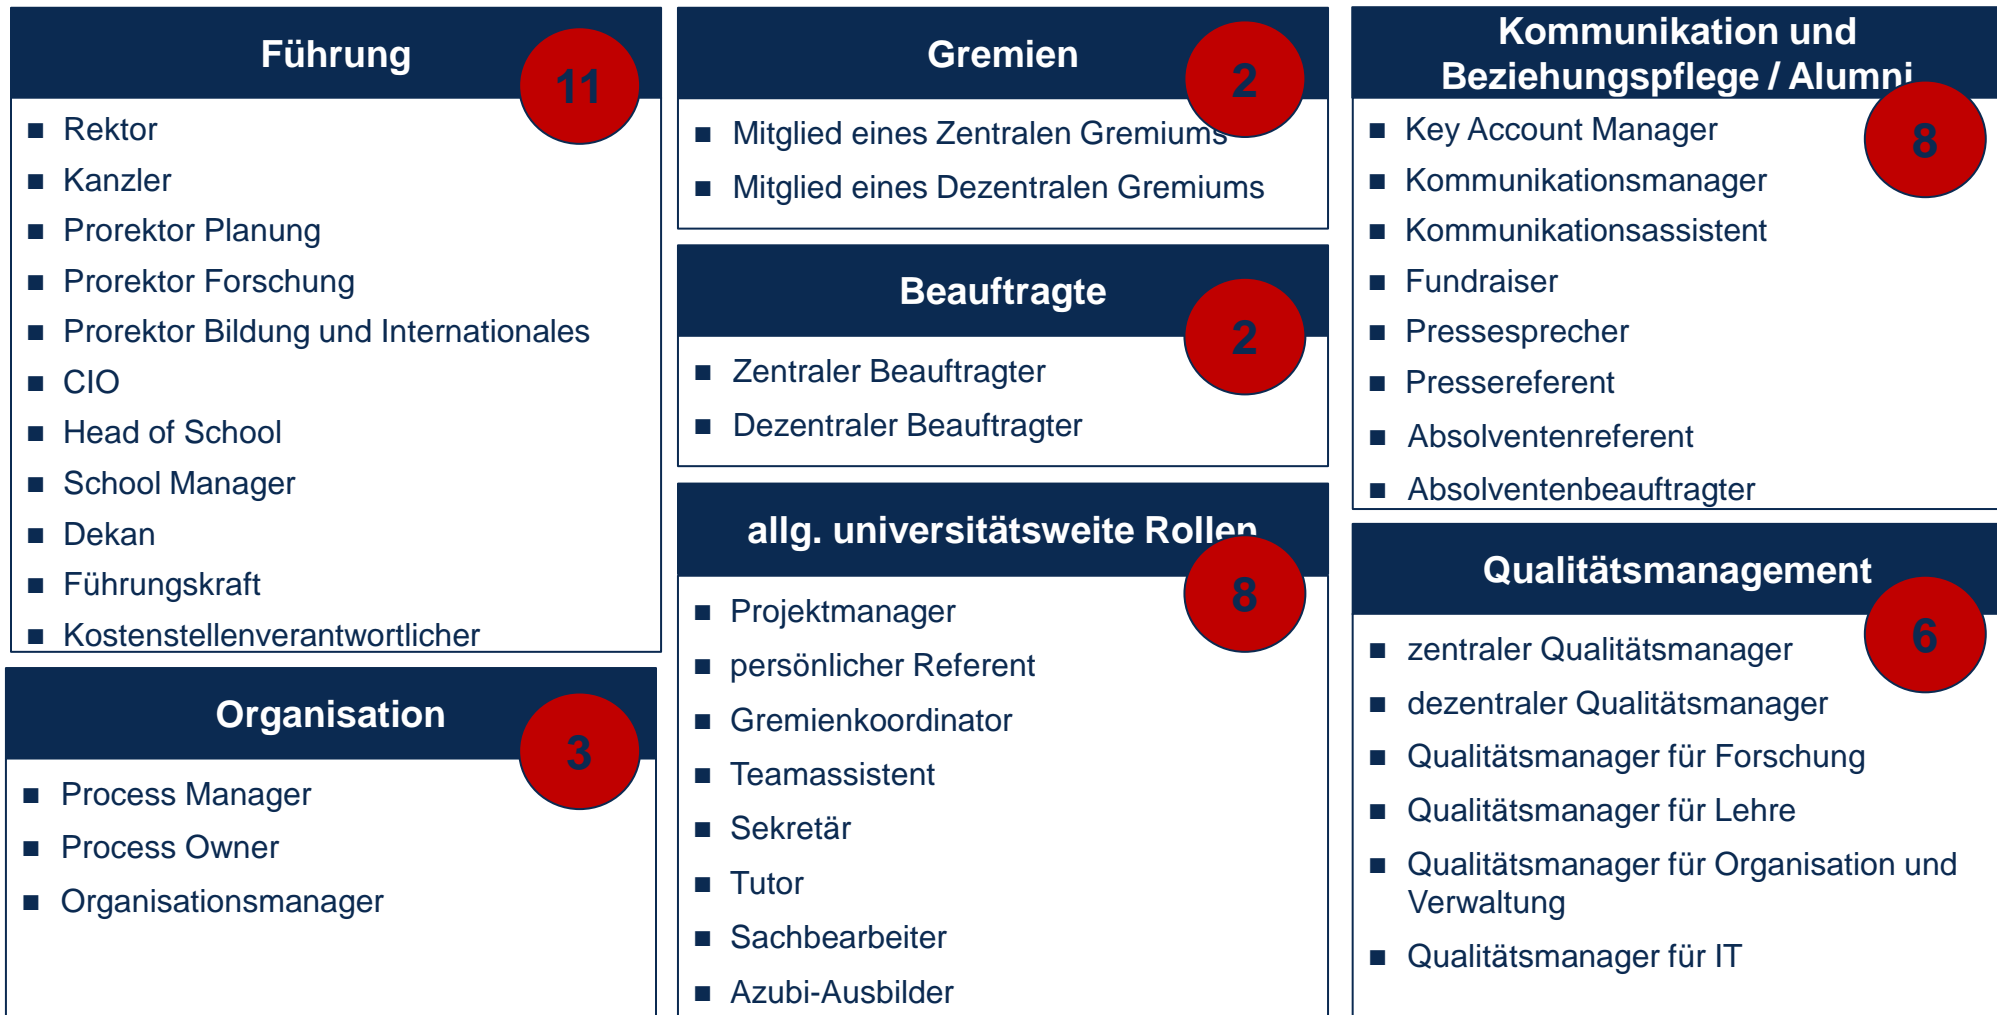 Führung
11
Rektor
Kanzler
Prorektor Planung
Prorektor Forschung
Prorektor Bildung und Internationales
CIO
Head of School
School Manager
Dekan
Führungskraft
Kostenstellenverantwortlicher
Organisation
3
Process Manager
Process Owner
Organisationsmanager
Gremien
2
Mitglied eines Zentralen Gremiums
Mitglied eines Dezentralen Gremiums
Beauftragte
2
Zentraler Beauftragter
Dezentraler Beauftragter
allg. universitätsweite Rollen
8
Projektmanager
persönlicher Referent
Gremienkoordinator
Teamassistent
Sekretär
Tutor
Sachbearbeiter
Azubi-Ausbilder
Kommunikation und
Beziehungspflege / Alumni
8
Key Account Manager
Kommunikationsmanager
Kommunikationsassistent
Fundraiser
Pressesprecher
Pressereferent
Absolventenreferent
Absolventenbeauftragter
Qualitätsmanagement
6
zentraler Qualitätsmanager
dezentraler Qualitätsmanager
Qualitätsmanager für Forschung
Qualitätsmanager für Lehre
Qualitätsmanager für Organisation und
Verwaltung
Qualitätsmanager für IT